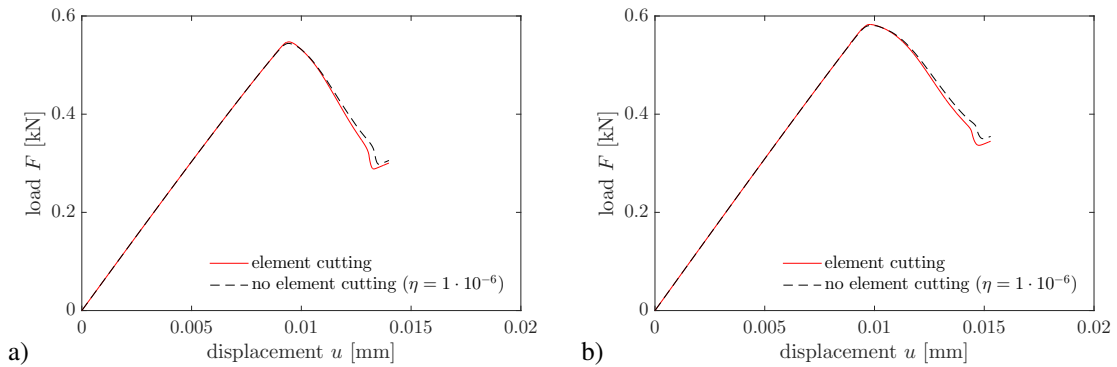 0.6
0.4
0.2
0
load F [kN]
element cutting
no element cutting (η = 1 · 10⁻⁶)
0
0.005
0.01
0.015
0.02
displacement u [mm]
a)
0.6
0.4
0.2
0
load F [kN]
element cutting
no element cutting (η = 1 · 10⁻⁶)
0
0.005
0.01
0.015
0.02
displacement u [mm]
b)